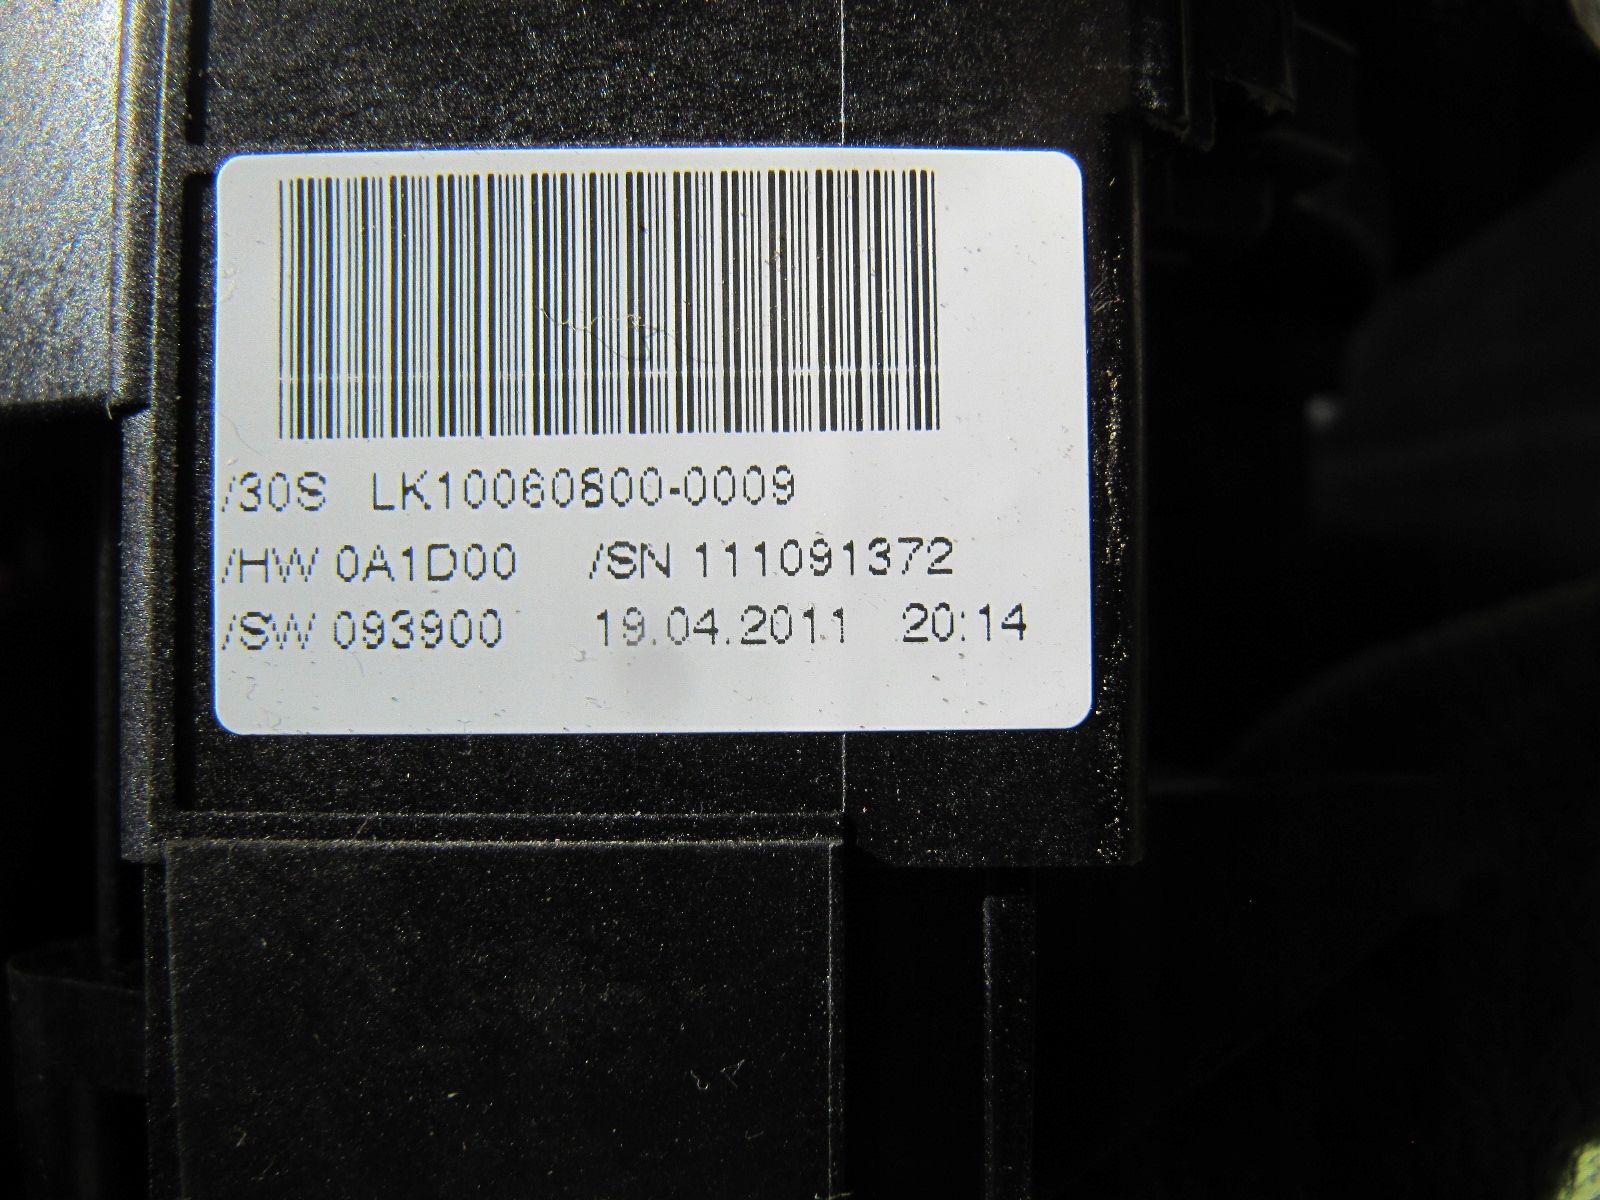 /30S LK10060800-0009
/HW 0A1D00 /SN 111091372
/SW 093900 19.04.2011 20:14